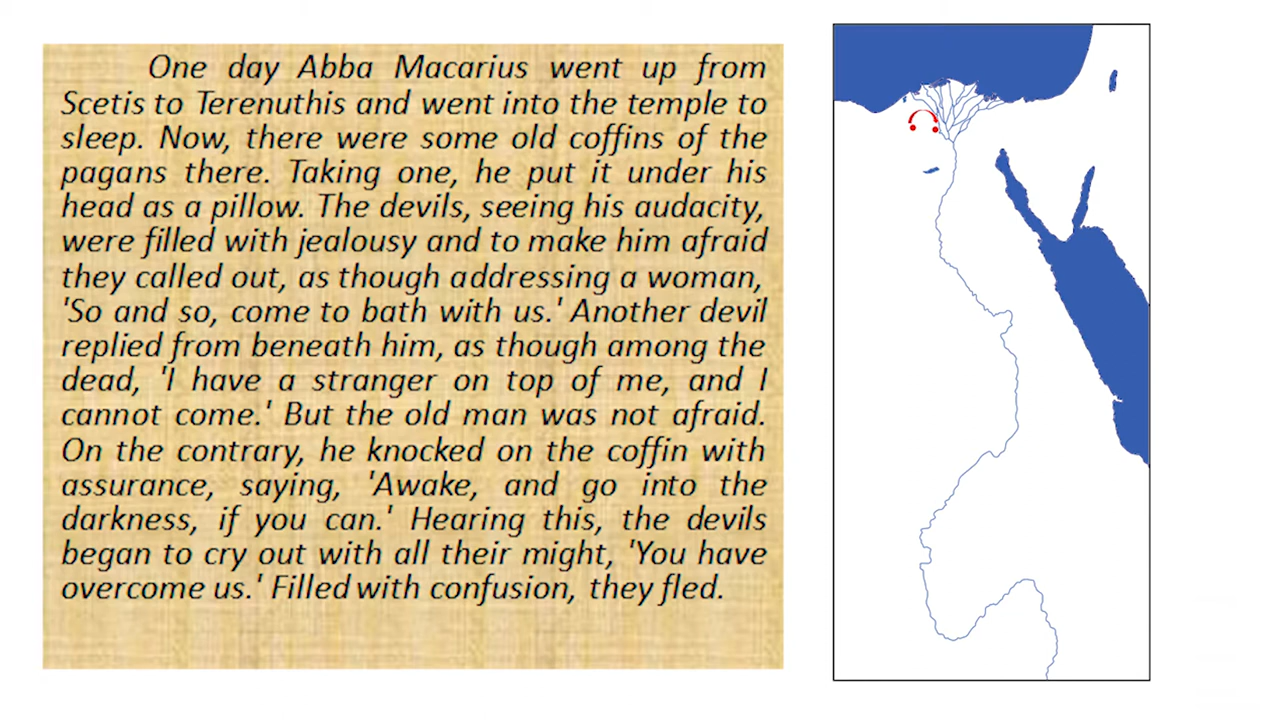 One day Abba Macarius went up from
Scetis to Terenuthis and went into the temple to
sleep. Now, there were some old coffins of the
pagans there. Taking one, he put it under his
head as a pillow. The devils, seeing his audacity,
were filled with jealousy and to make him afraid
they called out, as though addressing a woman,
'So and so, come to bath with us.' Another devil
replied from beneath him, as though among the
dead, 'I have a stranger on top of me, and I
cannot come.' But the old man was not afraid.
On the contrary, he knocked on the coffin with
assurance, saying, 'Awake, and go into the
darkness, if you can.' Hearing this, the devils
began to cry out with all their might, 'You have
overcome us.' Filled with confusion, they fled.